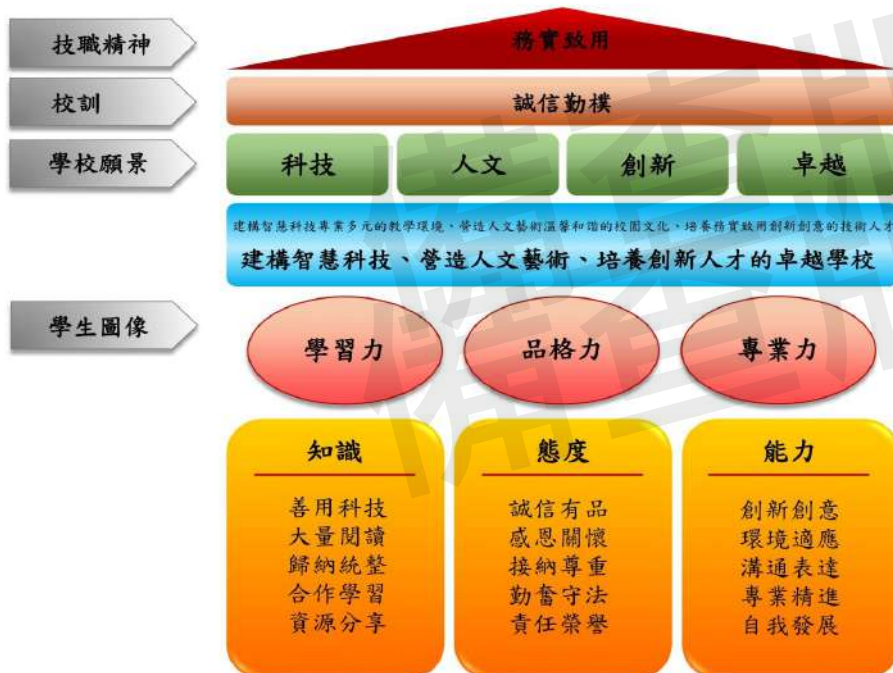 技職精神
務實致用
校訓
誠信勤樸
學校願景
科技
人文
創新
卓越
建構智慧科技專業多元的教學環境、營造人文藝術溫馨和諧的校園文化、培養務實致用創新創意的技術人才
建構智慧科技、營造人文藝術、培養創新人才的卓越學校
學生圖像
學習力
品格力
專業力
知識
善用科技
大量閱讀
歸納統整
合作學習
資源分享
態度
誠信有品
感恩關懷
接納尊重
勤奮守法
責任榮譽
能力
創新創意
環境適應
溝通表達
專業精進
自我發展
備查版